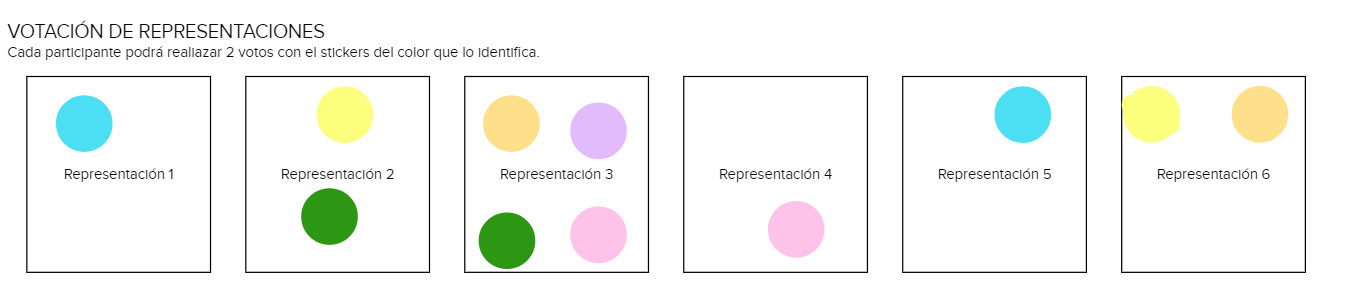 VOTACIÓN DE REPRESENTACIONES
Cada participante podrá realiazar 2 votos con el stickers del color que lo identifica.
Representación 1
Representación 2
Representación 3
Representación 4
Representación 5
Representación 6